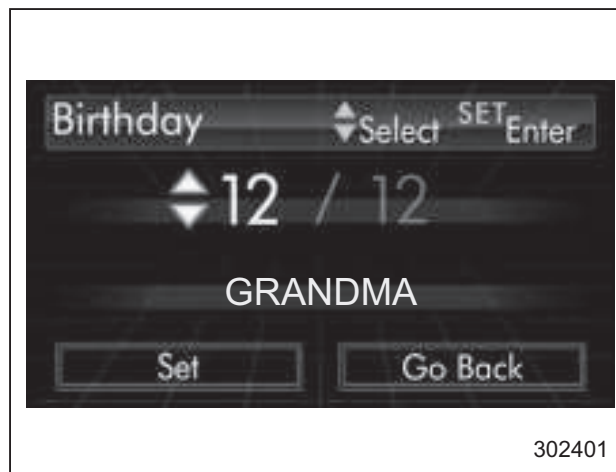 Birthday Select SET Enter
12 / 12
GRANDMA
Set Go Back
302401